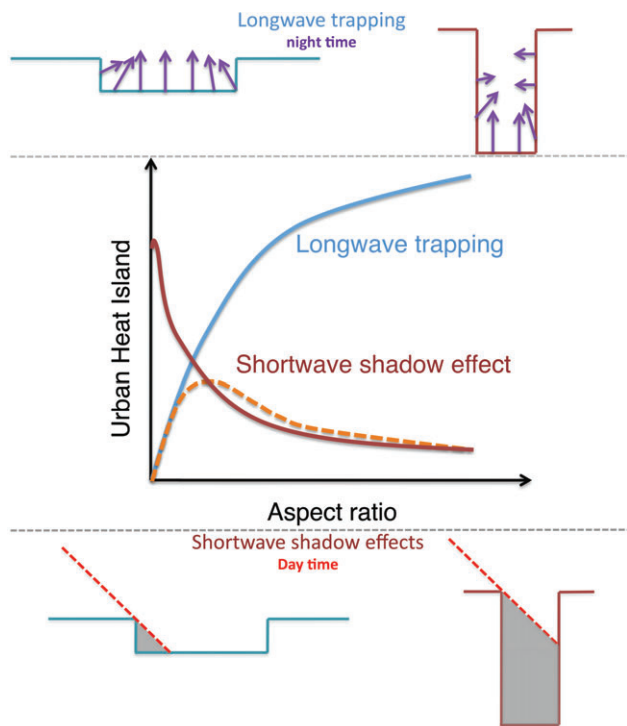 Longwave trapping
night time
Urban Heat Island
Longwave trapping
Shortwave shadow effect
Aspect ratio
Shortwave shadow effects
Day time